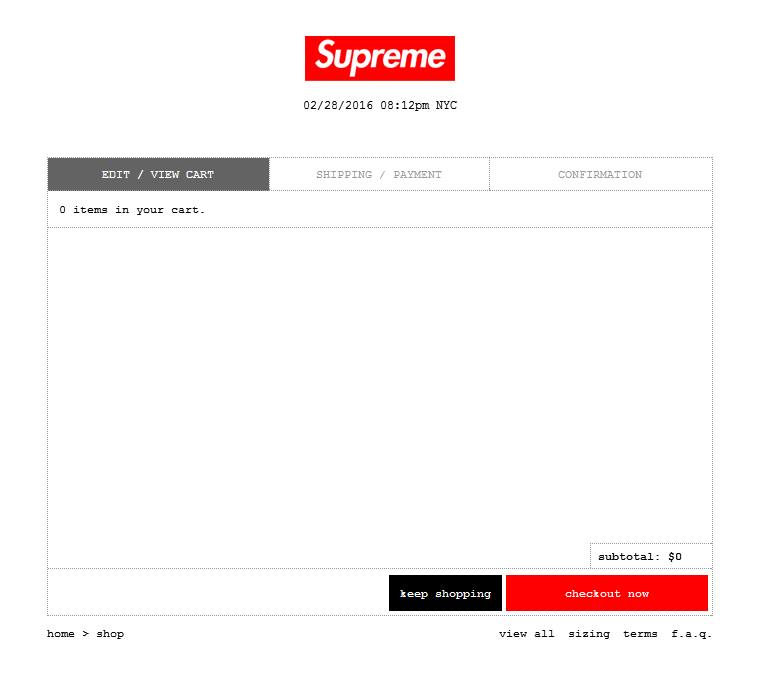 Supreme
02/28/2016 08:12pm NYC
EDIT / VIEW CART SHIPPING / PAYMENT CONFIRMATION
0 items in your cart.
subtotal: $0
keep shopping checkout now
home > shop view all sizing terms f.a.q.